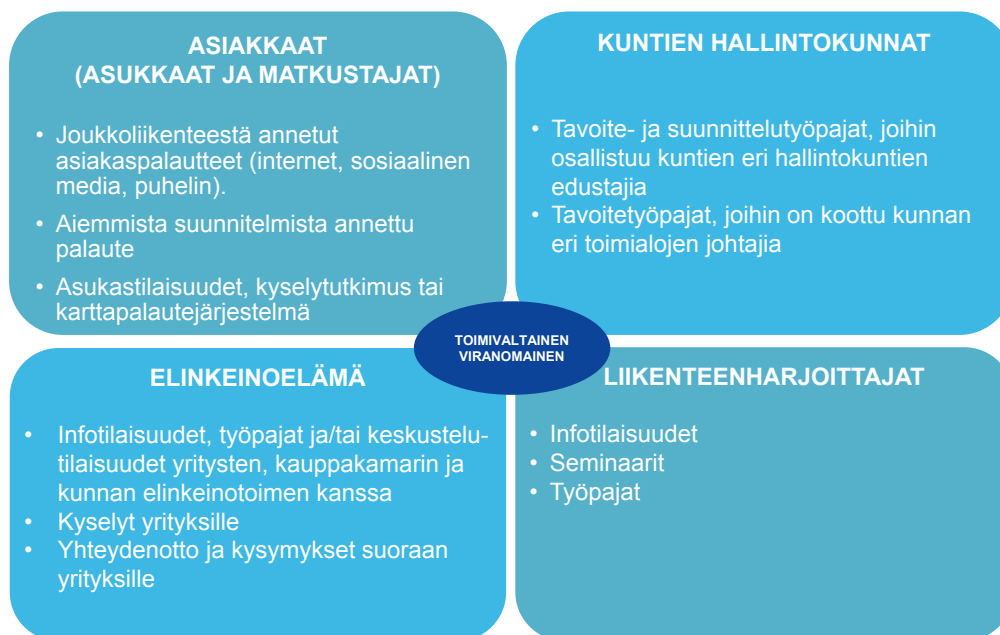 ASIAKKAAT
(ASUKKAAT JA MATKUSTAJAT)
• Joukkoliikenteestä annetut
asiakaspalautteet (internet, sosiaalinen
media, puhelin).
• Aiemmista suunnitelmista annettu
palaute
• Asukastilaisuudet, kyselytutkimus tai
karttapalautejärjestelmä
KUNTIEN HALLINTOKUNNAT
• Tavoite- ja suunnittelutyöpajat, joihin
osallistuu kuntien eri hallintokuntien
edustajia
• Tavoitetyöpajat, joihin on koottu kunnan
eri toimialojen johtajia
TOIMIVALTAINEN
VIRANOMAINEN
ELINKEINOELÄMÄ
• Infotilaisuudet, työpajat ja/tai keskustelu-
tilaisuudet yritysten, kauppakamarin ja
kunnan elinkeinotoimen kanssa
• Kyselyt yrityksille
• Yhteydenotto ja kysymykset suoraan
yrityksille
LIIKENTEENHARJOITTAJAT
• Infotilaisuudet
• Seminaarit
• Työpajat